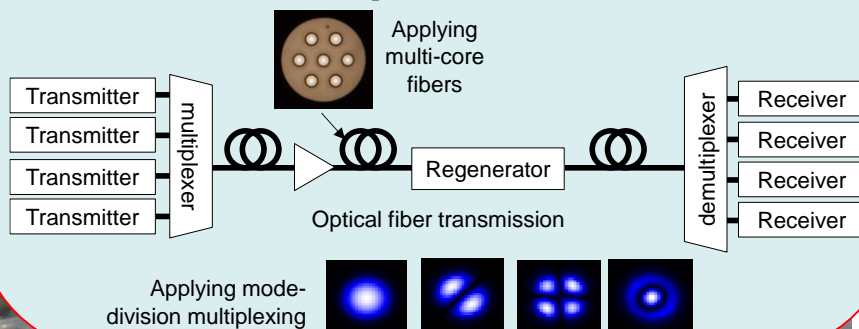 Applying
multi-core
fibers
Transmitter
Transmitter
Transmitter
Transmitter
multiplexer
Regenerator
demultiplexer
Receiver
Receiver
Receiver
Receiver
Optical fiber transmission
Applying mode-
division multiplexing